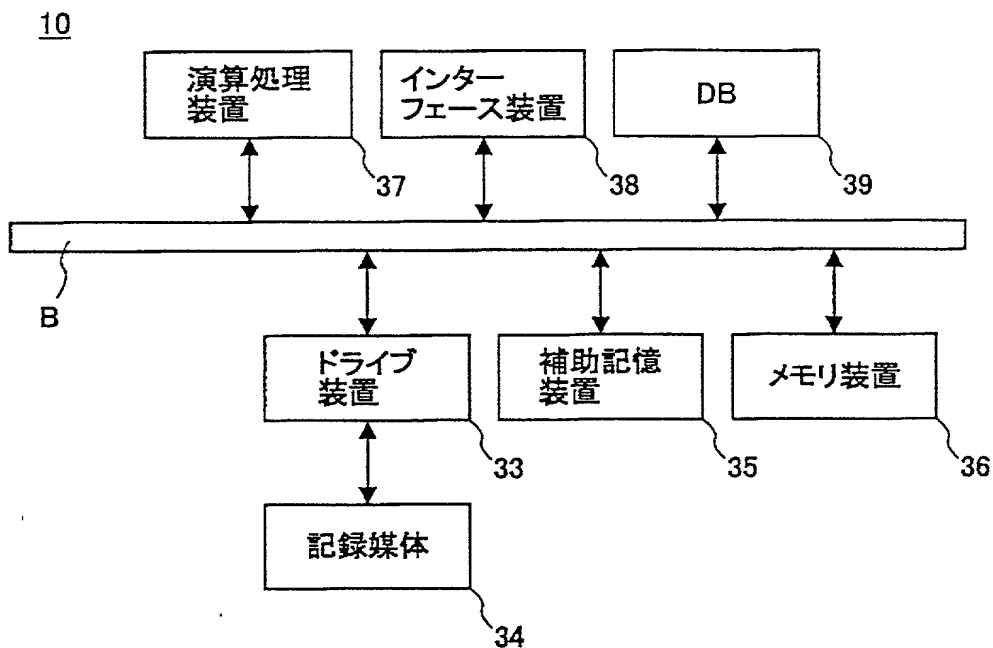 10
演算処理
装置
37
インター
フェース装置
38
DB
39
B
ドライブ
装置
33
補助記憶
装置
35
メモリ装置
36
記録媒体
34